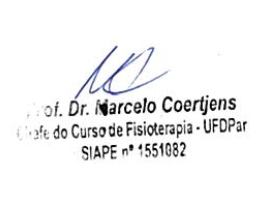 Prof. Dr. Marcelo Coertjens
Chefe do Curso de Fisioterapia - UFDPar
SIAPE nº 1551082